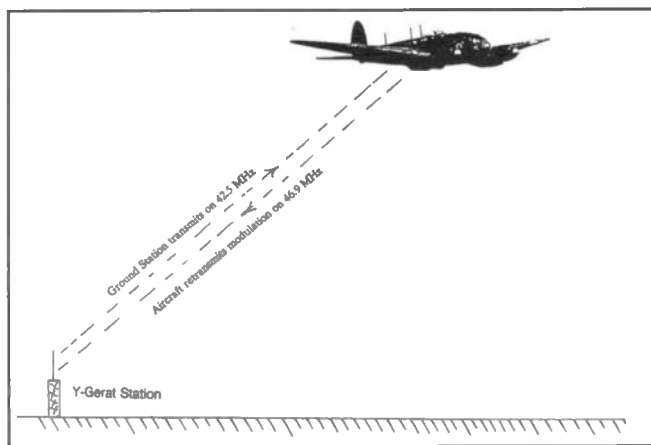 Ground Station transmits on 42.5 MHz
Aircraft retransmits modulation on 46.9 MHz
Y-Gerat Station